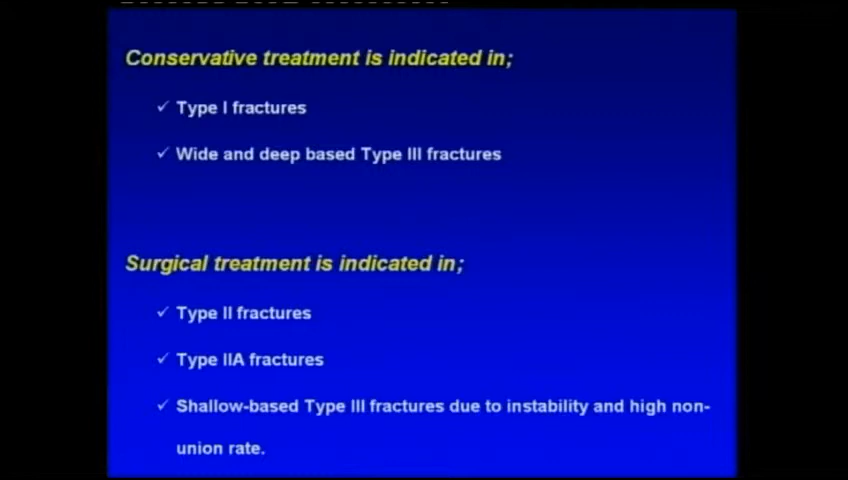 Conservative treatment is indicated in;
✓ Type I fractures
✓ Wide and deep based Type III fractures
Surgical treatment is indicated in;
✓ Type II fractures
✓ Type IIA fractures
✓ Shallow-based Type III fractures due to instability and high non-
union rate.